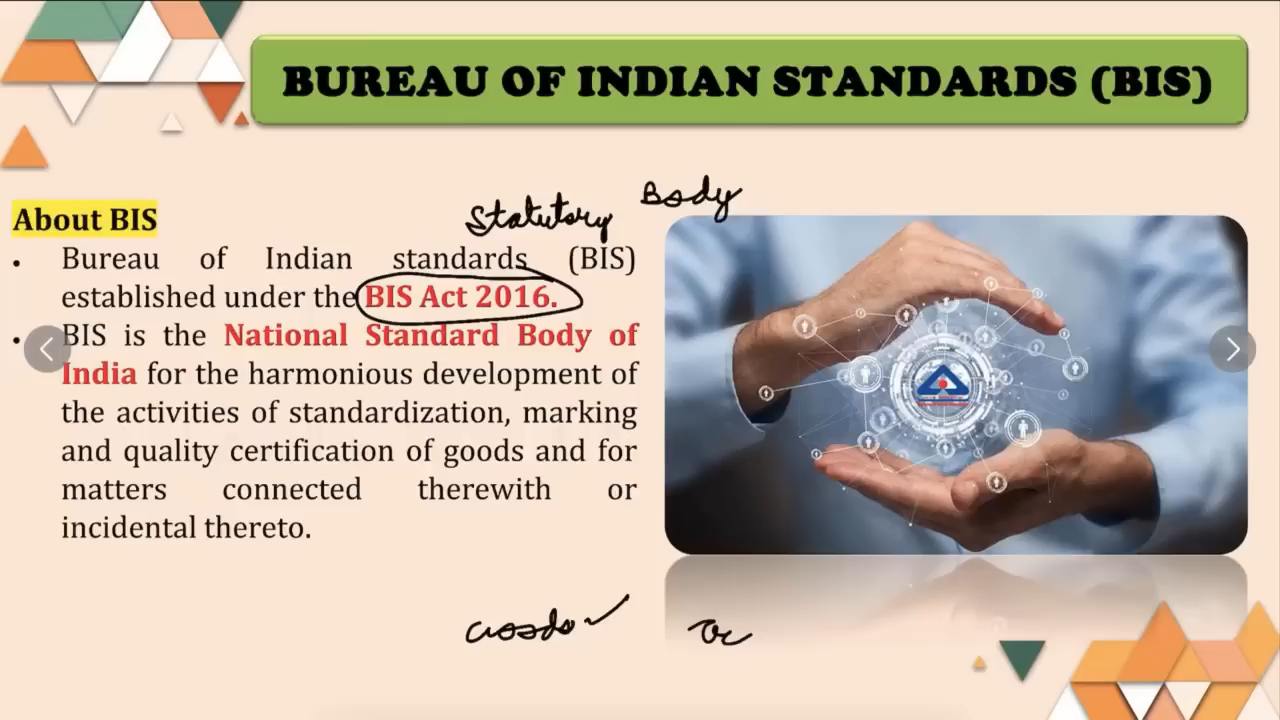 BUREAU OF INDIAN STANDARDS (BIS)
Statutory Body
About BIS
• Bureau of Indian standards (BIS)
established under the BIS Act 2016.
• BIS is the National Standard Body of
India for the harmonious development of
the activities of standardization, marking
and quality certification of goods and for
matters connected therewith or
incidental thereto.